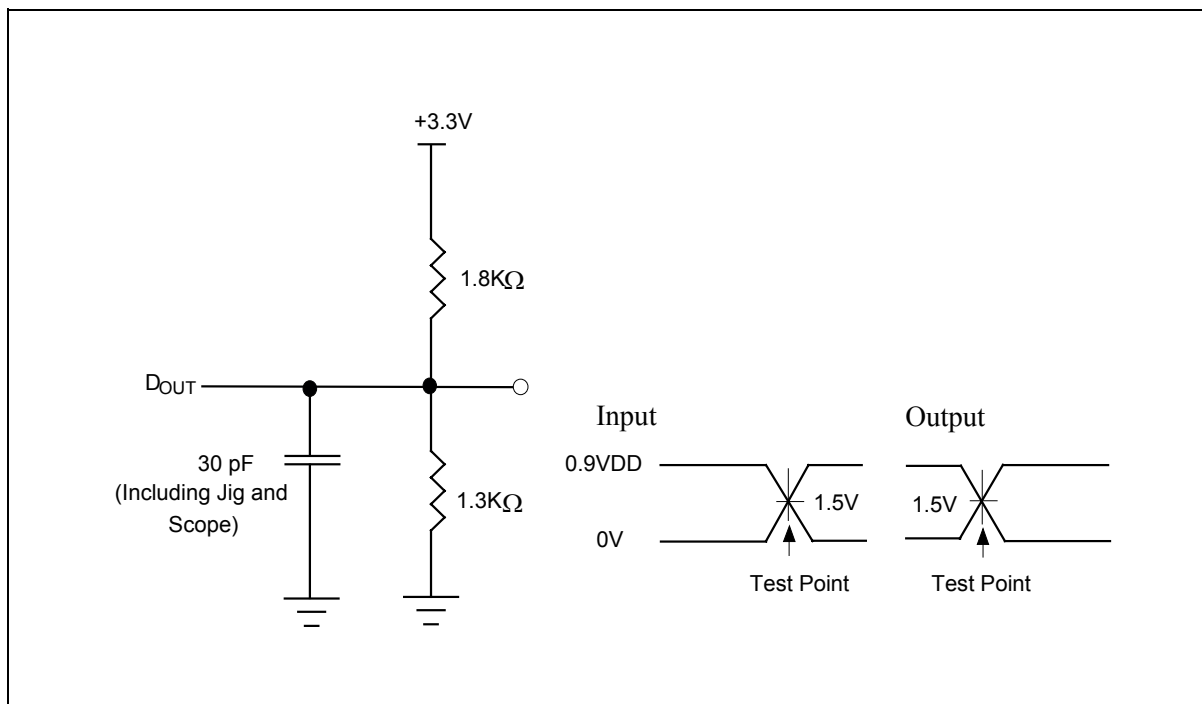 +3.3V
1.8KΩ
DOUT
30 pF
(Including Jig and
Scope)
1.3KΩ
Input
Output
0.9VDD
1.5V
1.5V
0V
Test Point
Test Point